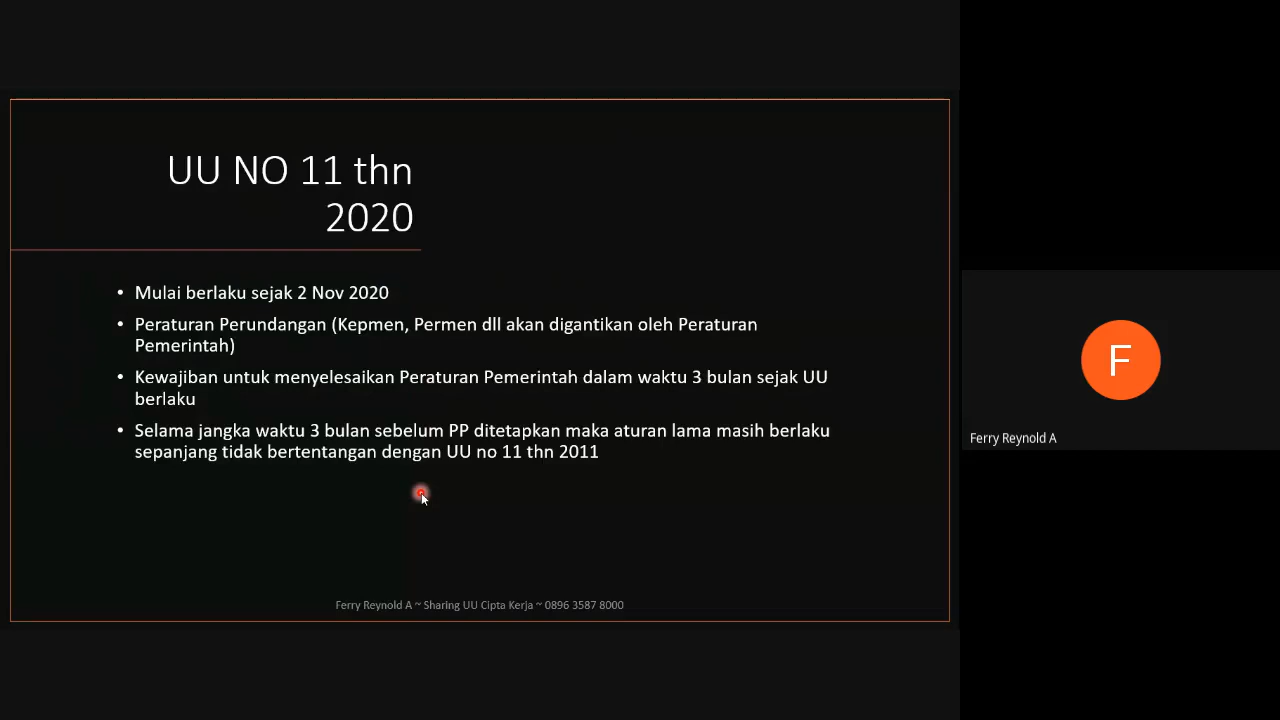 UU NO 11 thn
2020
• Mulai berlaku sejak 2 Nov 2020
• Peraturan Perundangan (Kepmen, Permen dll akan digantikan oleh Peraturan
Pemerintah)
• Kewajiban untuk menyelesaikan Peraturan Pemerintah dalam waktu 3 bulan sejak UU
berlaku
• Selama jangka waktu 3 bulan sebelum PP ditetapkan maka aturan lama masih berlaku
sepanjang tidak bertentangan dengan UU no 11 thn 2011
Ferry Reynold A ~ Sharing UU Cipta Kerja ~ 0896 3587 8000
F
Ferry Reynold A